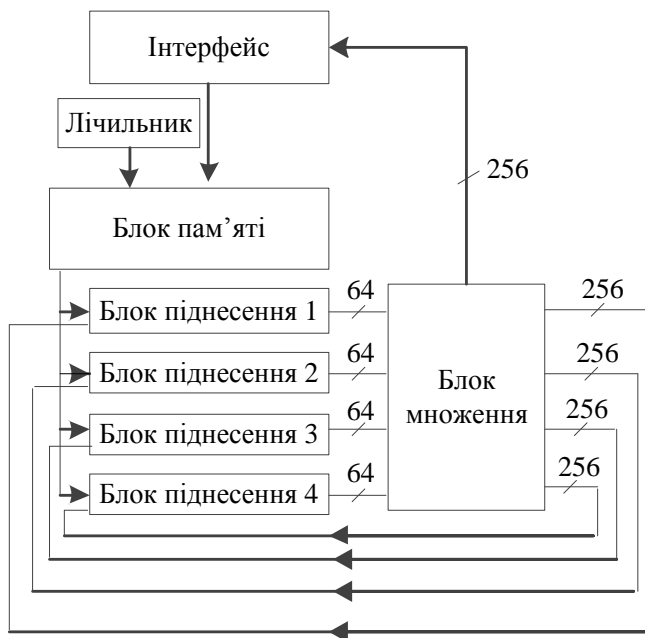 Інтерфейс
Лічильник
256
Блок пам’яті
Блок піднесення 1
64
256
Блок піднесення 2
64
256
Блок
множення
Блок піднесення 3
64
256
Блок піднесення 4
64
256